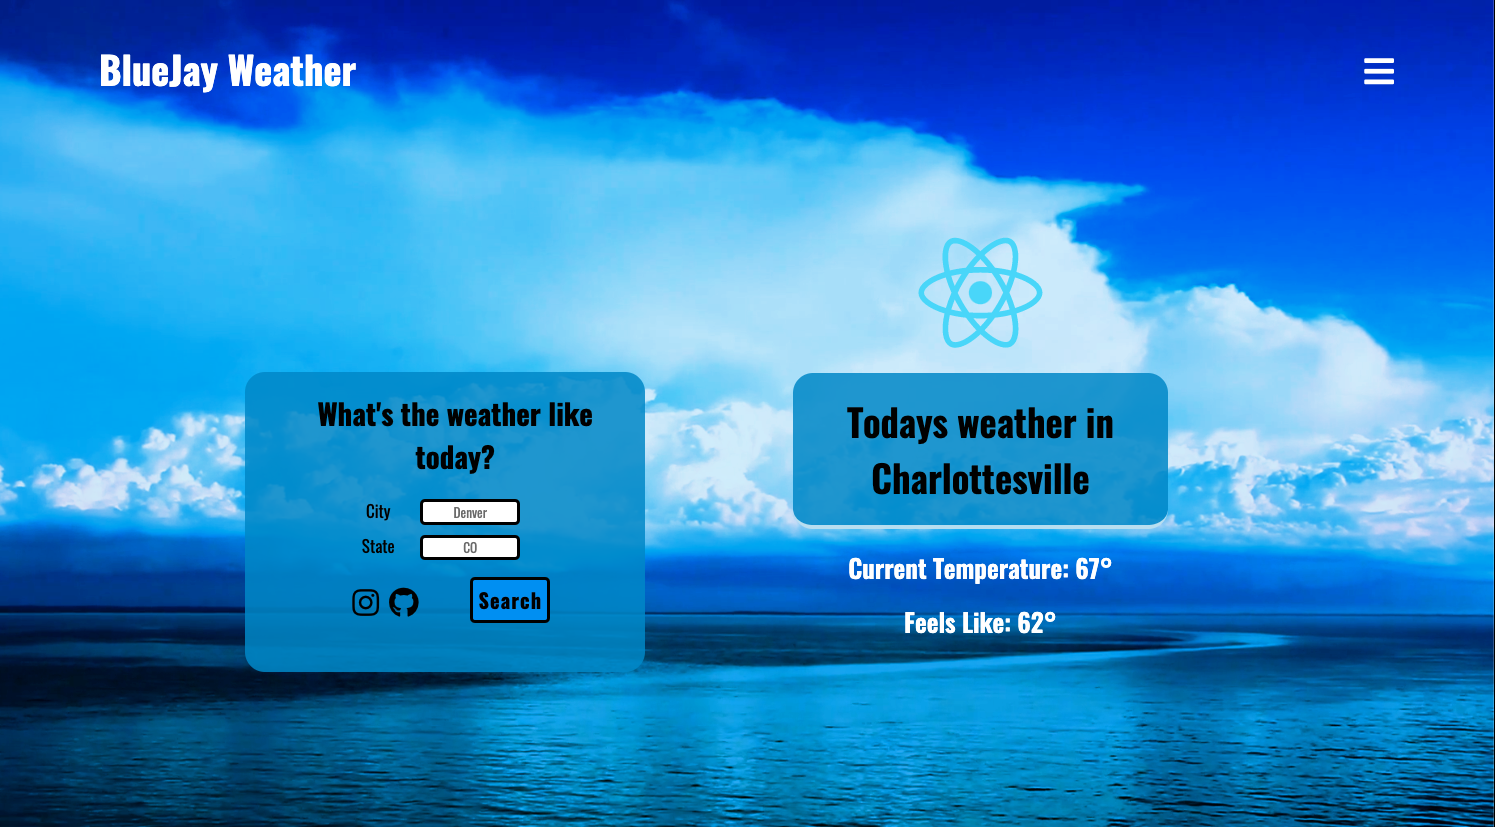 BlueJay Weather
What's the weather like
today?
City
Denver
State
CO
Search
Todays weather in
Charlottesville
Current Temperature: 67°
Feels Like: 62°